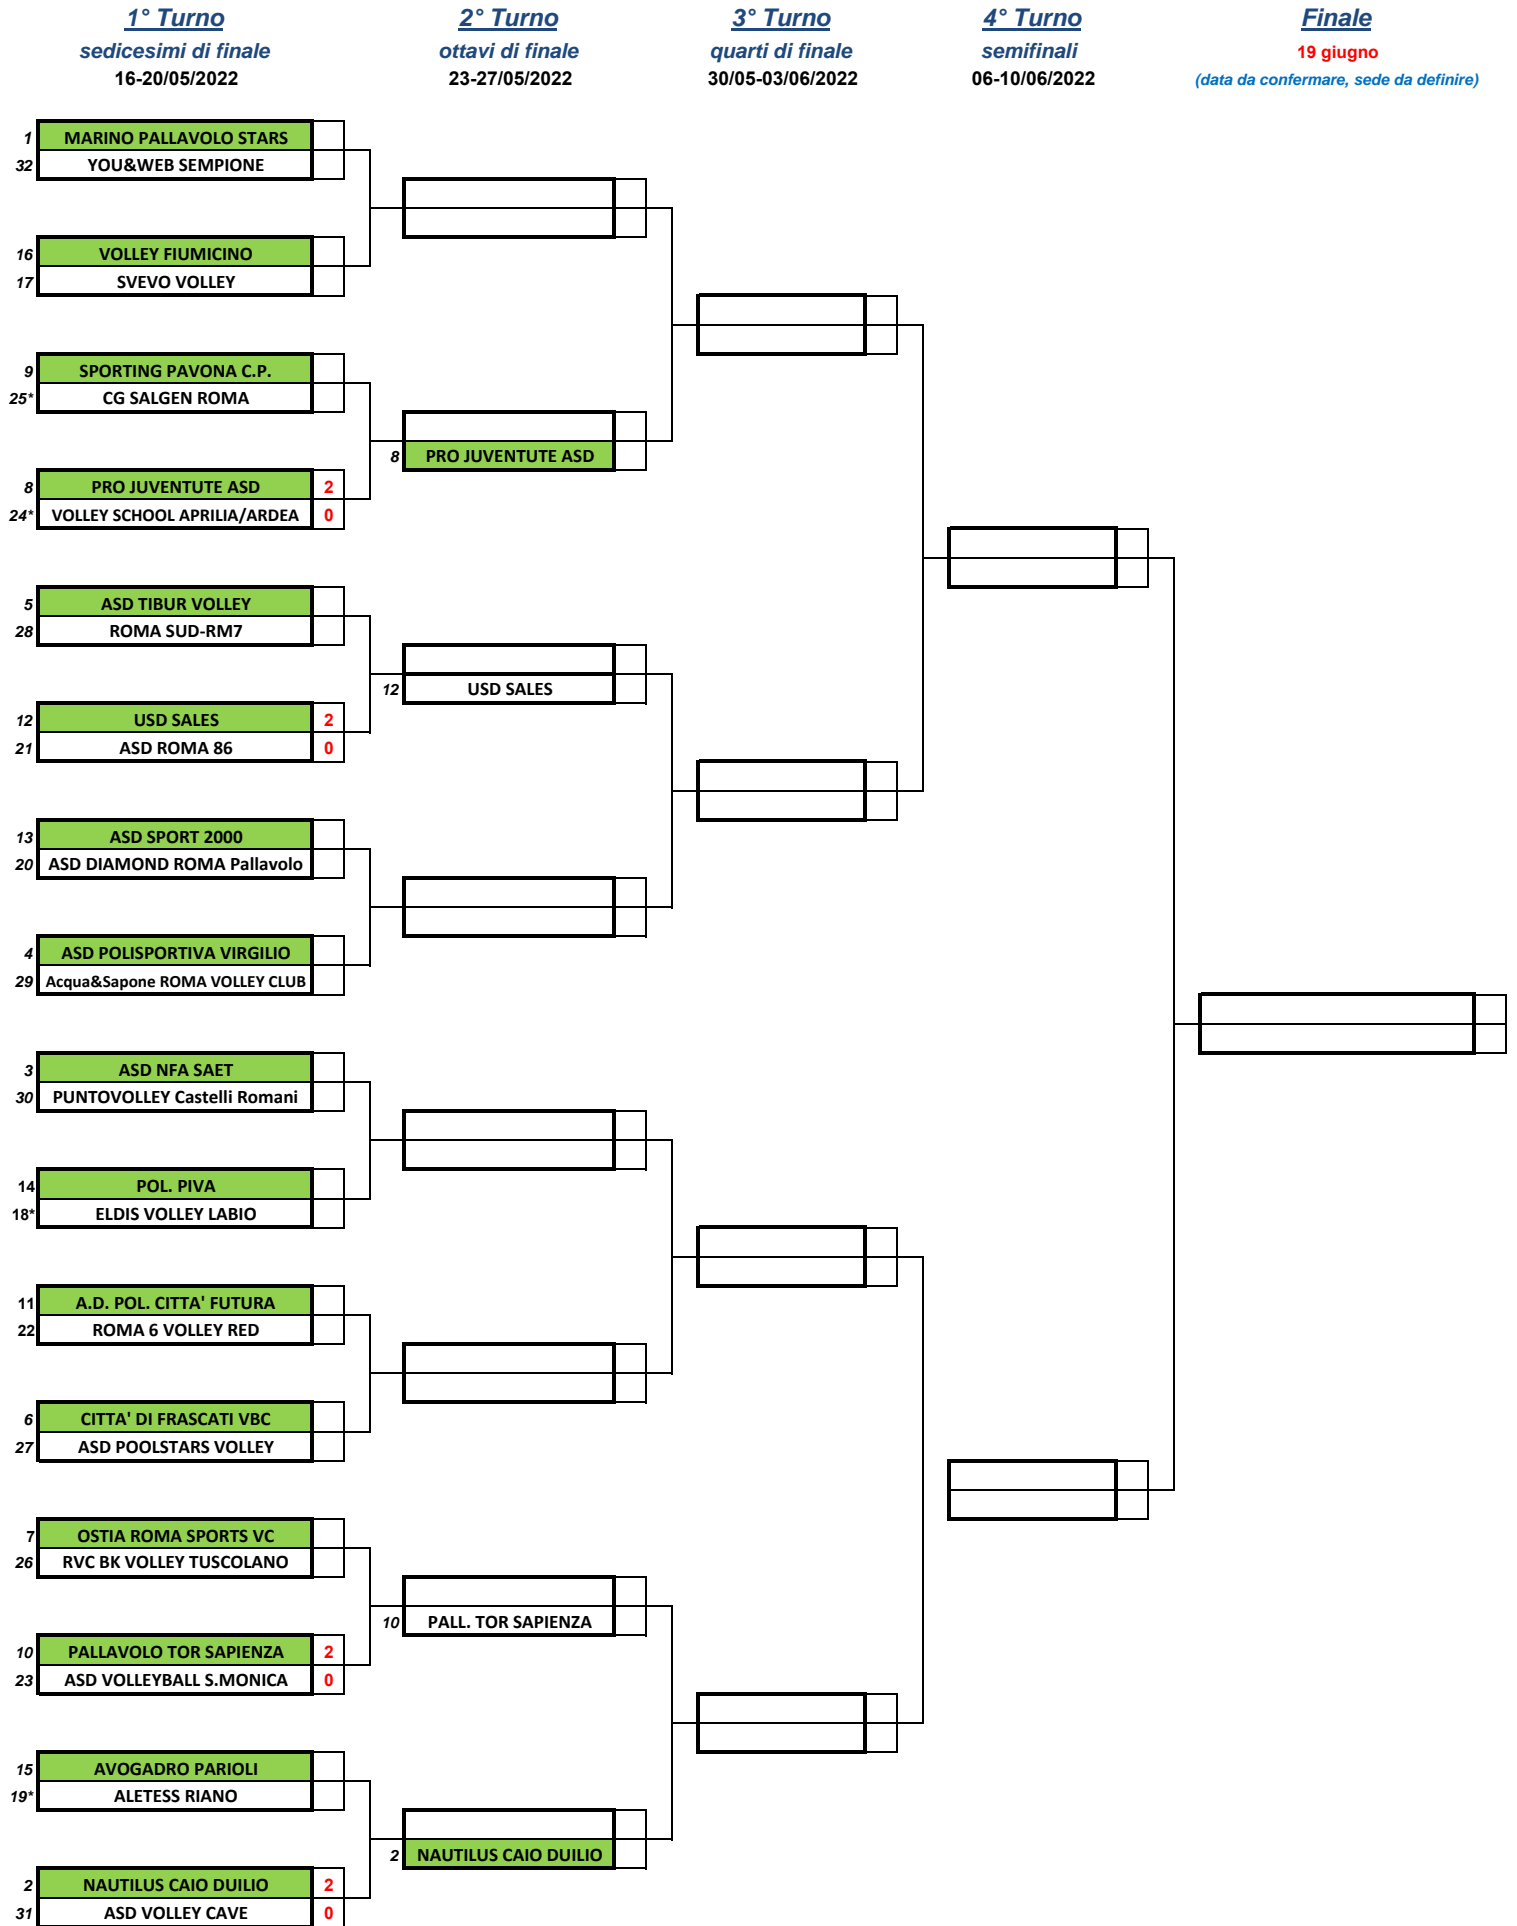 1° Turno
sedicesimi di finale
16-20/05/2022
2° Turno
ottavi di finale
23-27/05/2022
3° Turno
quarti di finale
30/05-03/06/2022
4° Turno
semifinali
06-10/06/2022
Finale
19 giugno
(data da confermare, sede da definire)
1 MARINO PALLAVOLO STARS
32 YOU&WEB SEMPIONE
16 VOLLEY FIUMICINO
17 SVEVO VOLLEY
9 SPORTING PAVONA C.P.
25* CG SALGEN ROMA
8 PRO JUVENTUTE ASD 2
24* VOLLEY SCHOOL APRILIA/ARDEA 0
5 ASD TIBUR VOLLEY
28 ROMA SUD-RM7
12 USD SALES 2
21 ASD ROMA 86 0
13 ASD SPORT 2000
20 ASD DIAMOND ROMA Pallavolo
4 ASD POLISPORTIVA VIRGILIO
29 Acqua&Sapone ROMA VOLLEY CLUB
3 ASD NFA SAET
30 PUNTOVOLLEY Castelli Romani
14 POL. PIVA
18* ELDIS VOLLEY LABIO
11 A.D. POL. CITTA' FUTURA
22 ROMA 6 VOLLEY RED
6 CITTA' DI FRASCATI VBC
27 ASD POOLSTARS VOLLEY
7 OSTIA ROMA SPORTS VC
26 RVC BK VOLLEY TUSCOLANO
10 PALLAVOLO TOR SAPIENZA 2
23 ASD VOLLEYBALL S.MONICA 0
15 AVOGADRO PARIOLI
19* ALETESS RIANO
2 NAUTILUS CAIO DUILIO 2
31 ASD VOLLEY CAVE 0
8 PRO JUVENTUTE ASD
12 USD SALES
10 PALL. TOR SAPIENZA
2 NAUTILUS CAIO DUILIO